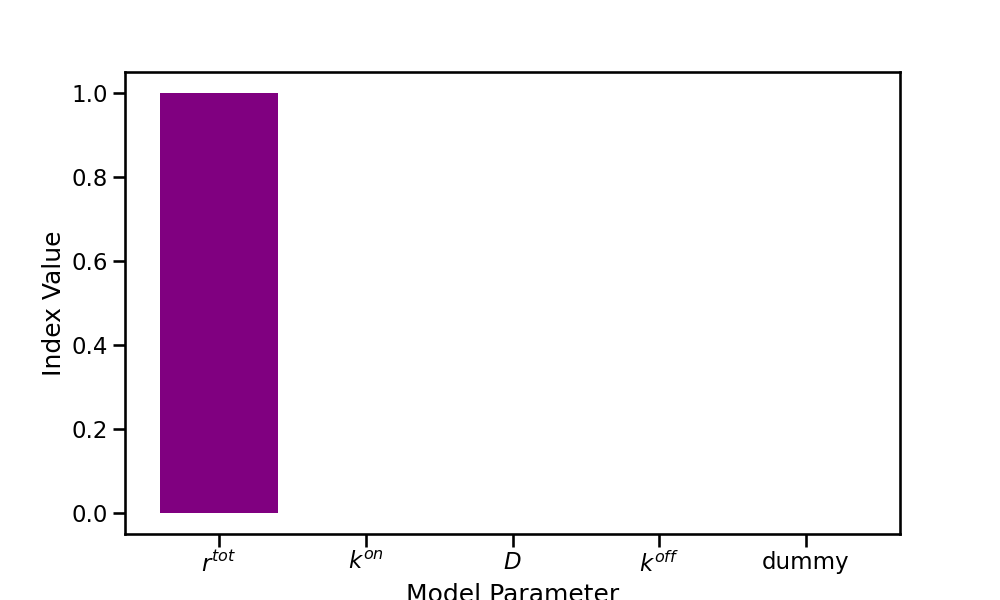 Index Value
1.0
0.8
0.6
0.4
0.2
0.0
r^{tot} k^{on} D k^{off} dummy
Model Parameter